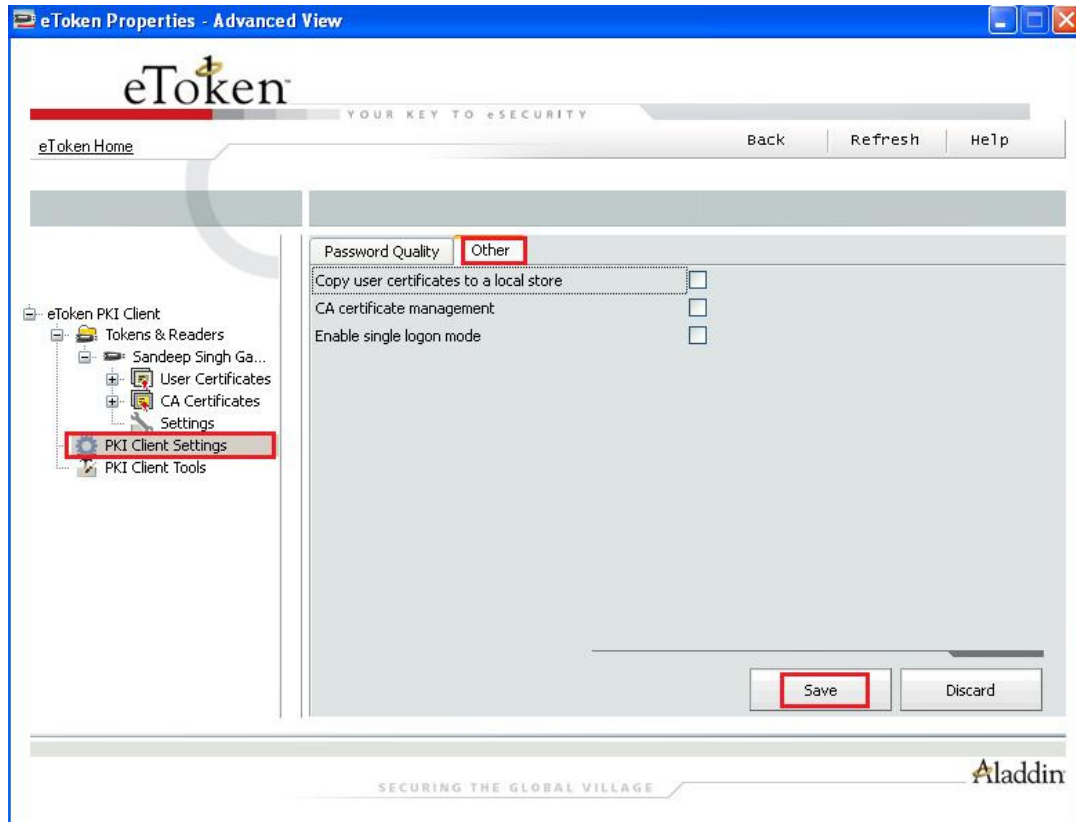 eToken Properties - Advanced View
eToken™
YOUR KEY TO eSECURITY
eToken Home
Back
Refresh
Help
Password Quality
Other
Copy user certificates to a local store
CA certificate management
Enable single logon mode
eToken PKI Client
Tokens & Readers
Sandeep Singh Ga...
User Certificates
CA Certificates
Settings
PKI Client Settings
PKI Client Tools
Save
Discard
SECURING THE GLOBAL VILLAGE
Aladdin